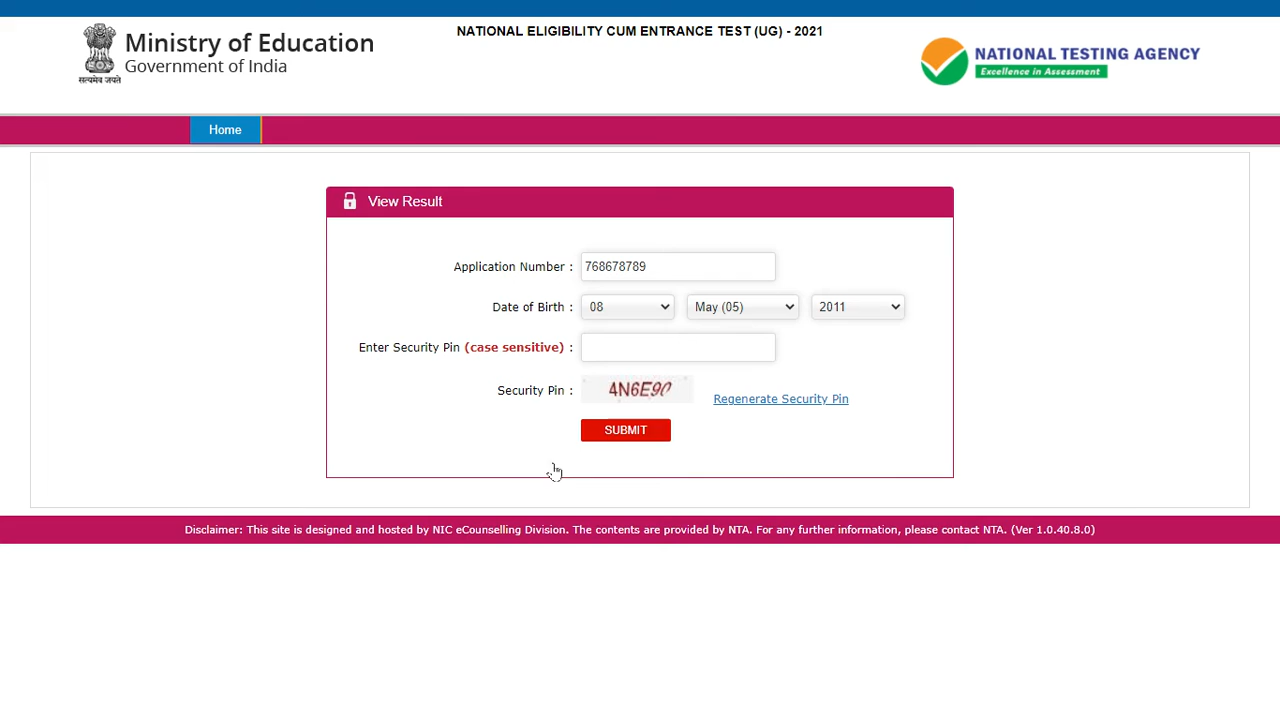 NATIONAL ELIGIBILITY CUM ENTRANCE TEST (UG) - 2021
Ministry of Education
Government of India
सत्यमेव जयते
NATIONAL TESTING AGENCY
Excellence in Assessment
Home
View Result
Application Number : 768678789
Date of Birth : 08 May (05) 2011
Enter Security Pin (case sensitive) :
Security Pin : 4N6E90 Regenerate Security Pin
SUBMIT
Disclaimer: This site is designed and hosted by NIC eCounselling Division. The contents are provided by NTA. For any further information, please contact NTA. (Ver 1.0.40.8.0)